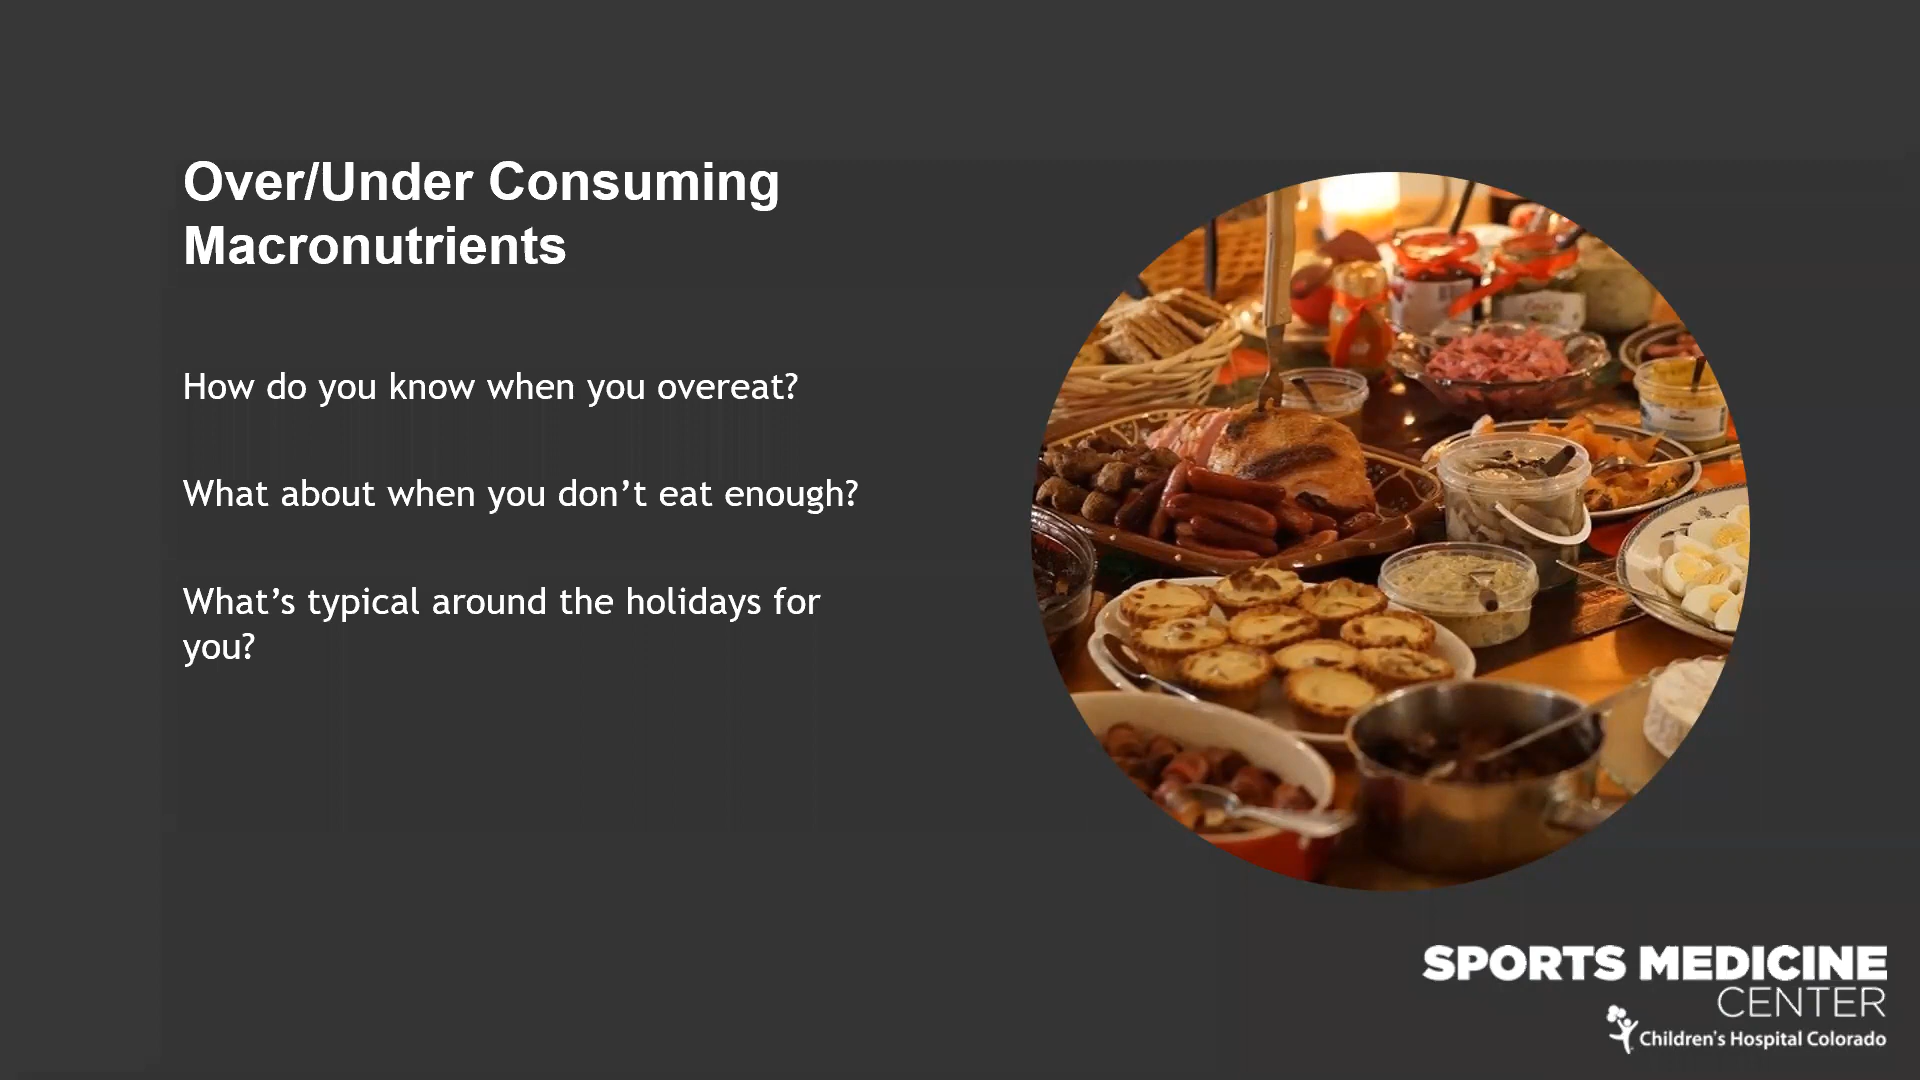 Over/Under Consuming
Macronutrients
How do you know when you overeat?
What about when you don’t eat enough?
What’s typical around the holidays for
you?
SPORTS MEDICINE
CENTER
Children's Hospital Colorado